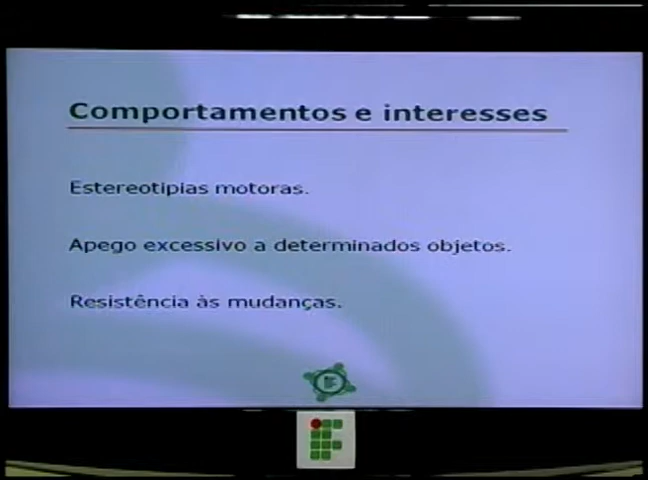 Comportamentos e interesses
Estereotipias motoras.
Apego excessivo a determinados objetos.
Resistência às mudanças.